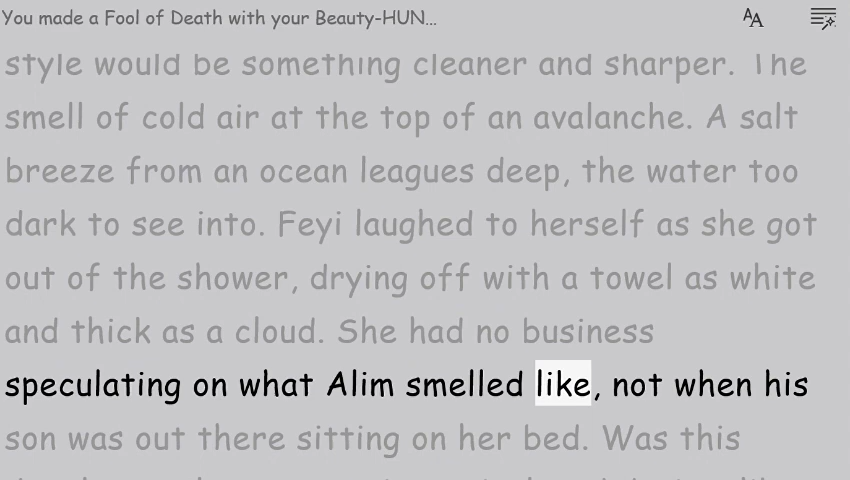 You made a Fool of Death with your Beauty-HUN...
AA
style would be something cleaner and sharper. The
smell of cold air at the top of an avalanche. A salt
breeze from an ocean leagues deep, the water too
dark to see into. Feyi laughed to herself as she got
out of the shower, drying off with a towel as white
and thick as a cloud. She had no business
speculating on what Alim smelled like, not when his
son was out there sitting on her bed. Was this